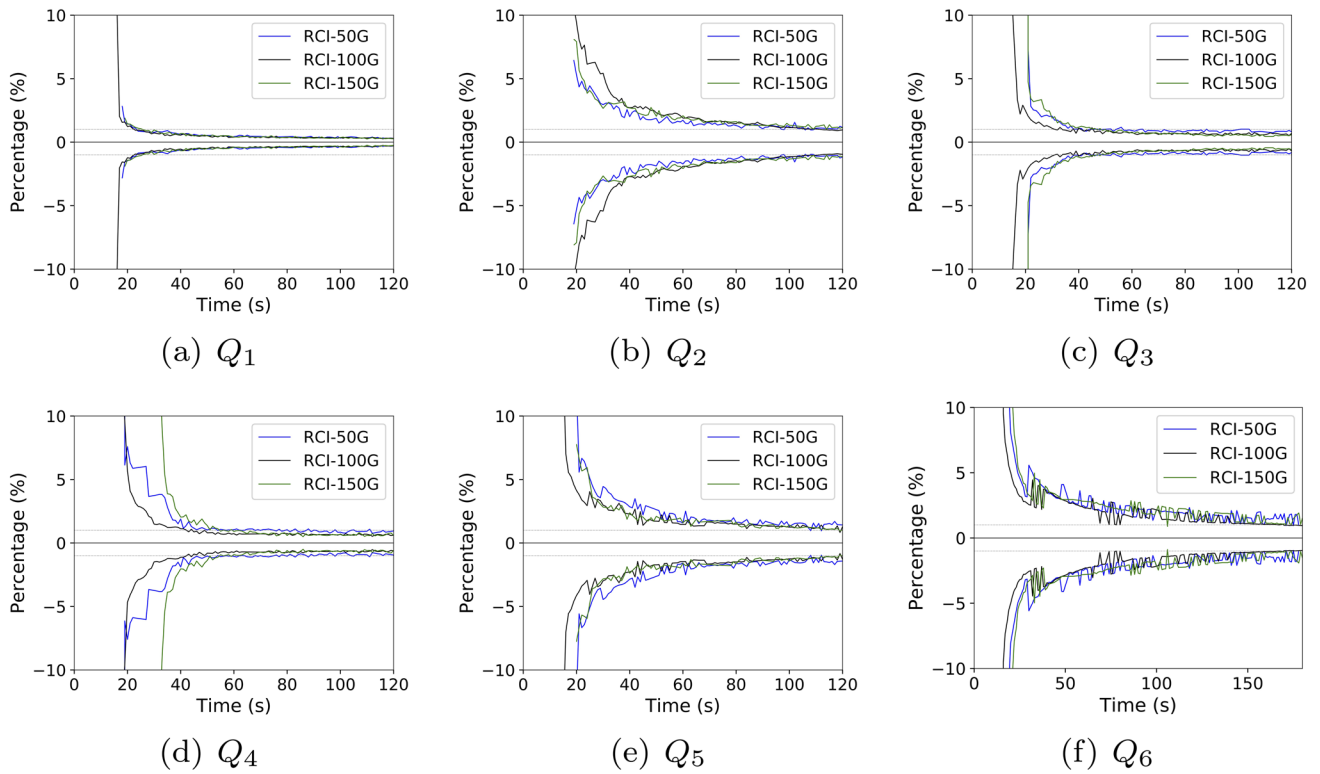 10
5
0
−5
−10
Percentage (%)
RCI-50G
RCI-100G
RCI-150G
0 20 40 60 80 100 120
Time (s)
(a) Q1
10
5
0
−5
−10
Percentage (%)
RCI-50G
RCI-100G
RCI-150G
0 20 40 60 80 100 120
Time (s)
(b) Q2
10
5
0
−5
−10
Percentage (%)
RCI-50G
RCI-100G
RCI-150G
0 20 40 60 80 100 120
Time (s)
(c) Q3
10
5
0
−5
−10
Percentage (%)
RCI-50G
RCI-100G
RCI-150G
0 20 40 60 80 100 120
Time (s)
(d) Q4
10
5
0
−5
−10
Percentage (%)
RCI-50G
RCI-100G
RCI-150G
0 20 40 60 80 100 120
Time (s)
(e) Q5
10
5
0
−5
−10
Percentage (%)
RCI-50G
RCI-100G
RCI-150G
0 50 100 150
Time (s)
(f) Q6